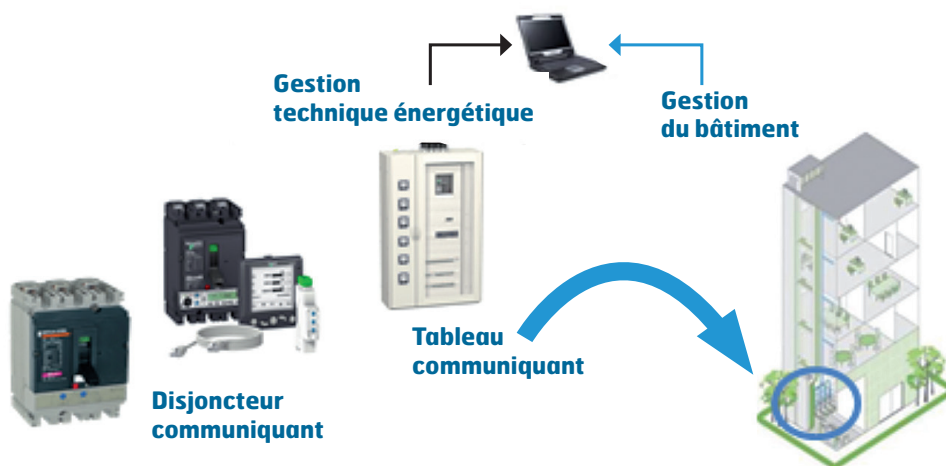 Gestion
technique énergétique
Gestion
du bâtiment
Tableau
communiquant
Disjoncteur
communiquant